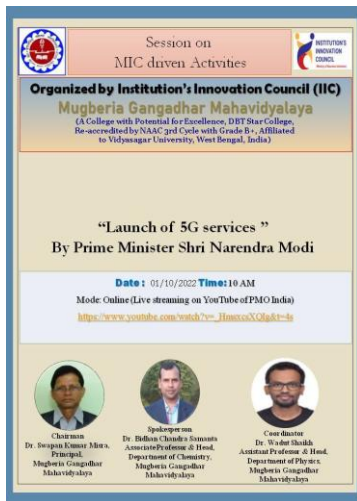 Session on
MIC driven Activities
INSTITUTION'S
INNOVATION
COUNCIL
Organized by Institution's Innovation Council (IIC)
Mugberia Gangadhar Mahavidyalaya
(A College with Potential for Excellence, DBT Star College,
Re-accredited by NAAC 3rd Cycle with Grade B+, Affiliated
to Vidyasagar University, West Bengal, India)
“Launch of 5G services ”
By Prime Minister Shri Narendra Modi
Date : 01/10/2022 Time: 10 AM
Mode: Online (Live streaming on YouTube of PMO India)
Chairman
Dr. Swapan Kumar Misra,
Principal,
Mugberia Gangadhar
Mahavidyalaya
Spokesperson
Dr. Bidhan Chandra Samanta
Associate Professor & Head,
Department of Chemistry,
Mugberia Gangadhar
Mahavidyalaya
Coordinator
Dr. Wadut Shaikh
Assistant Professor & Head,
Department of Physics,
Mugberia Gangadhar
Mahavidyalaya